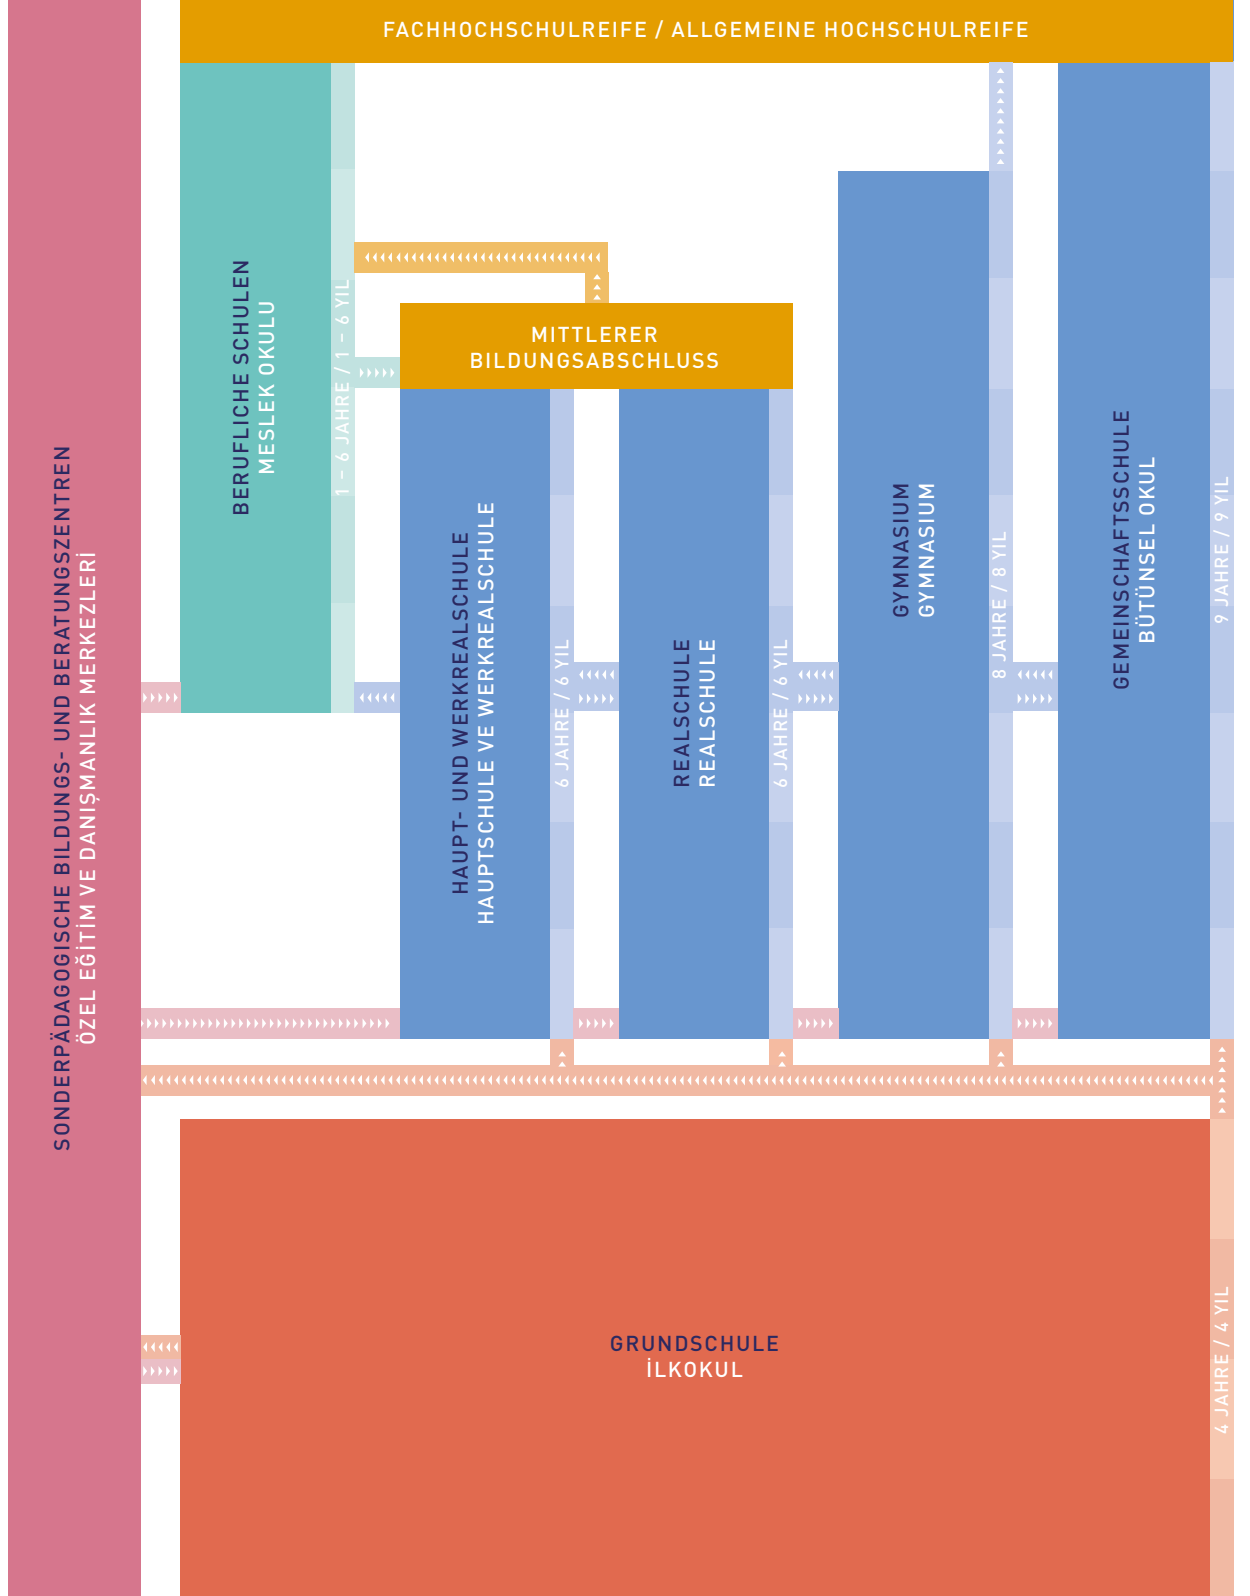 FACHHOCHSCHULREIFE / ALLGEMEINE HOCHSCHULREIFE
SONDERPÄDAGOGISCHE BILDUNGS- UND BERATUNGSZENTREN
ÖZEL EĞİTİM VE DANIŞMANLIK MERKEZLERİ
BERUFLICHE SCHULEN
MESLEK OKULU
1 – 6 JAHRE / 1 – 6 YIL
MITTLERER
BILDUNGSABSCHLUSS
HAUPT- UND WERKREALSCHULE
HAUPTSCHULE VE WERKREALSCHULE
6 JAHRE / 6 YIL
REALSCHULE
REALSCHULE
6 JAHRE / 6 YIL
GYMNASIUM
GYMNASIUM
8 JAHRE / 8 YIL
GEMEINSCHAFTSSCHULE
BÜTÜNSEL OKUL
9 JAHRE / 9 YIL
GRUNDSCHULE
İLKOKUL
4 JAHRE / 4 YIL